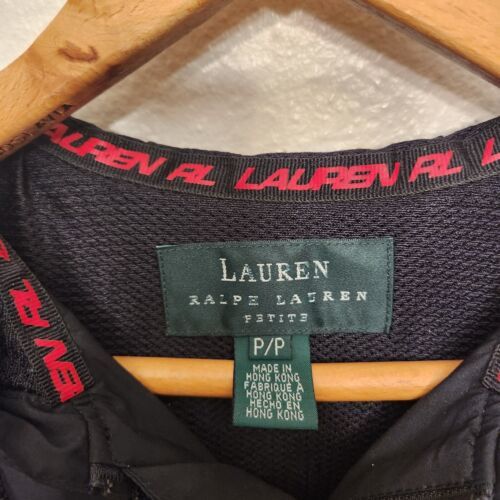 LAUREN RL LAUREN RL L
LAUREN RL
LAUREN
RALPH LAUREN
PETITE
P/P
MADE IN
HONG KONG
FABRIQUÉ À
HONG KONG
HECHO EN
HONG KONG